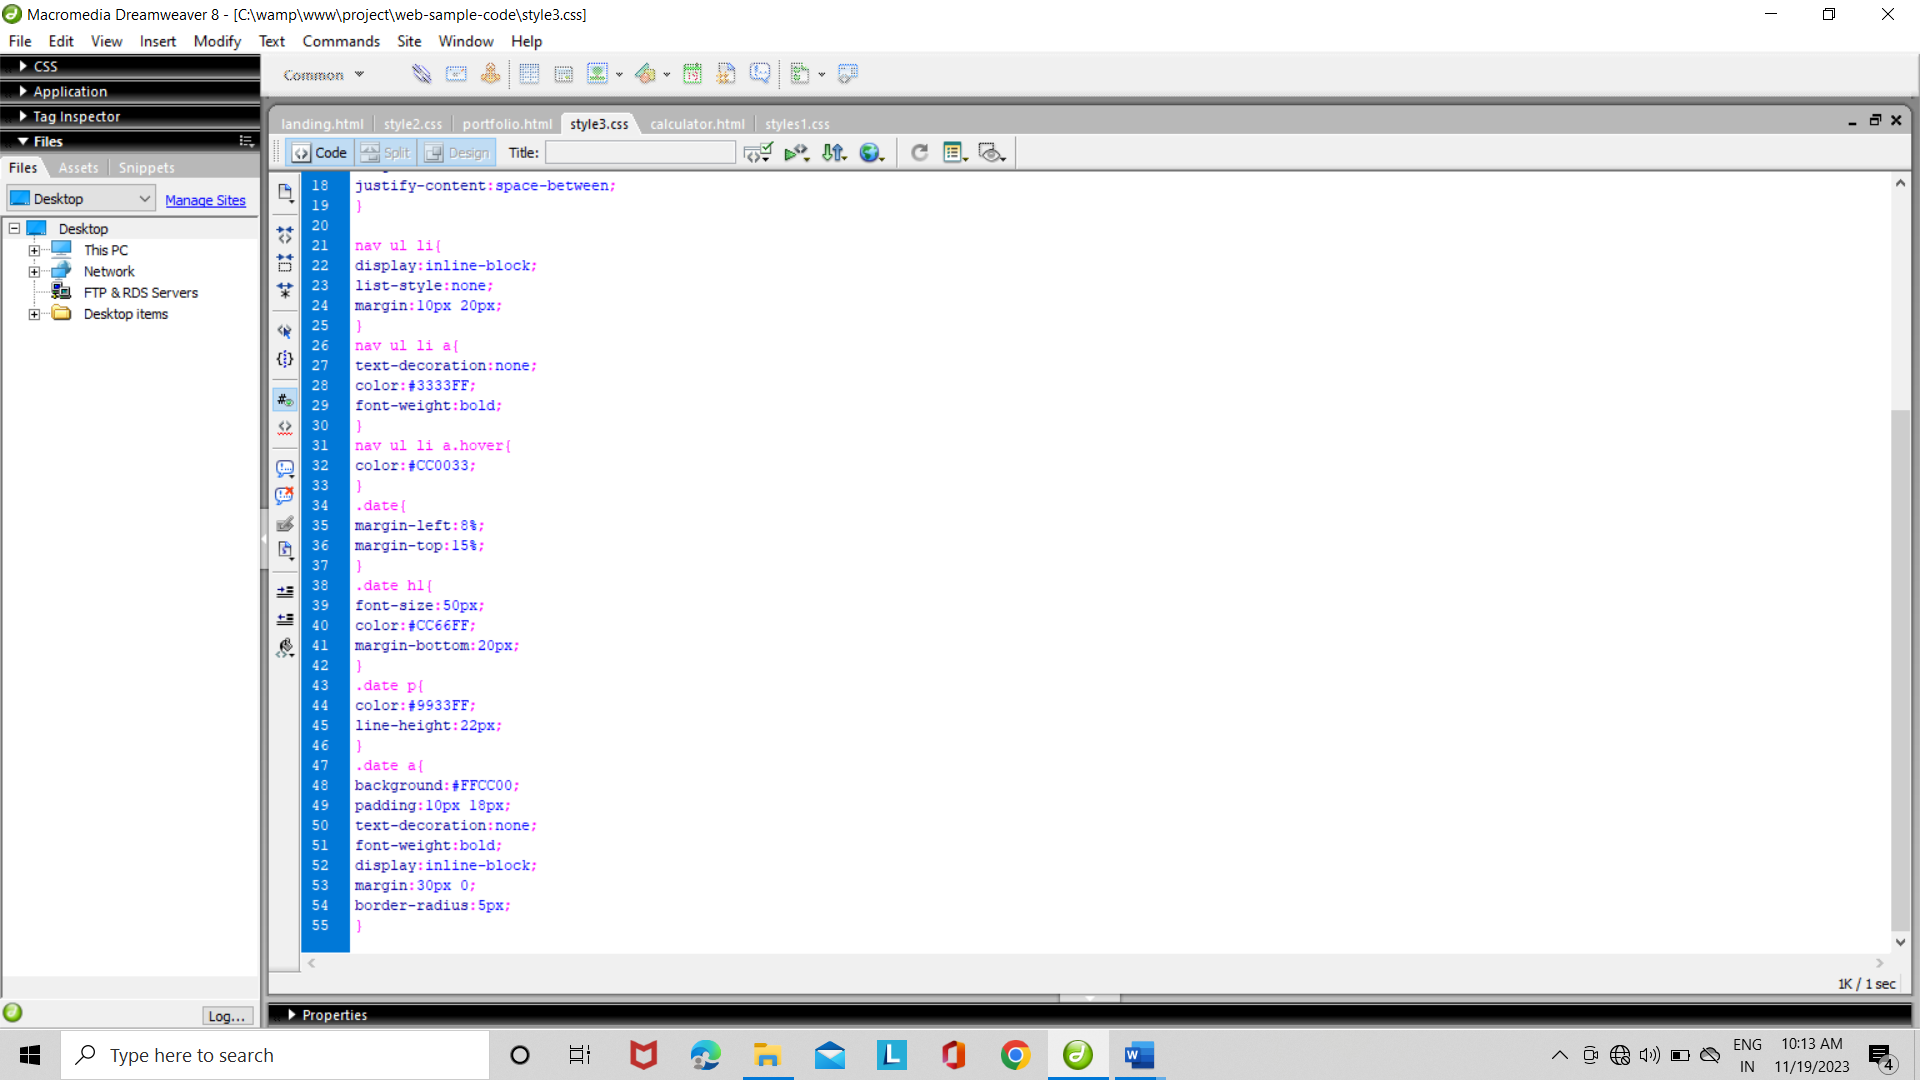 Macromedia Dreamweaver 8 - [C:\wamp\www\project\web-sample-code\style3.css]
File Edit View Insert Modify Text Commands Site Window Help
CSS
Application
Tag Inspector
Files
Files Assets Snippets
Desktop Manage Sites
Desktop
This PC
Network
FTP & RDS Servers
Desktop items
Log...
Common
landing.html style2.css portfolio.html style3.css calculator.html styles1.css
Code Split Design Title:
18 justify-content:space-between;
19 }
20
21 nav ul li{
22 display:inline-block;
23 list-style:none;
24 margin:10px 20px;
25 }
26 nav ul li a{
27 text-decoration:none;
28 color:#3333FF;
29 font-weight:bold;
30 }
31 nav ul li a.hover{
32 color:#CC0033;
33 }
34 .date{
35 margin-left:8%;
36 margin-top:15%;
37 }
38 .date h1{
39 font-size:50px;
40 color:#CC66FF;
41 margin-bottom:20px;
42 }
43 .date p{
44 color:#9933FF;
45 line-height:22px;
46 }
47 .date a{
48 background:#FFCC00;
49 padding:10px 18px;
50 text-decoration:none;
51 font-weight:bold;
52 display:inline-block;
53 margin:30px 0;
54 border-radius:5px;
55 }
1K / 1 sec
Properties
Type here to search
ENG
IN
10:13 AM
11/19/2023
4